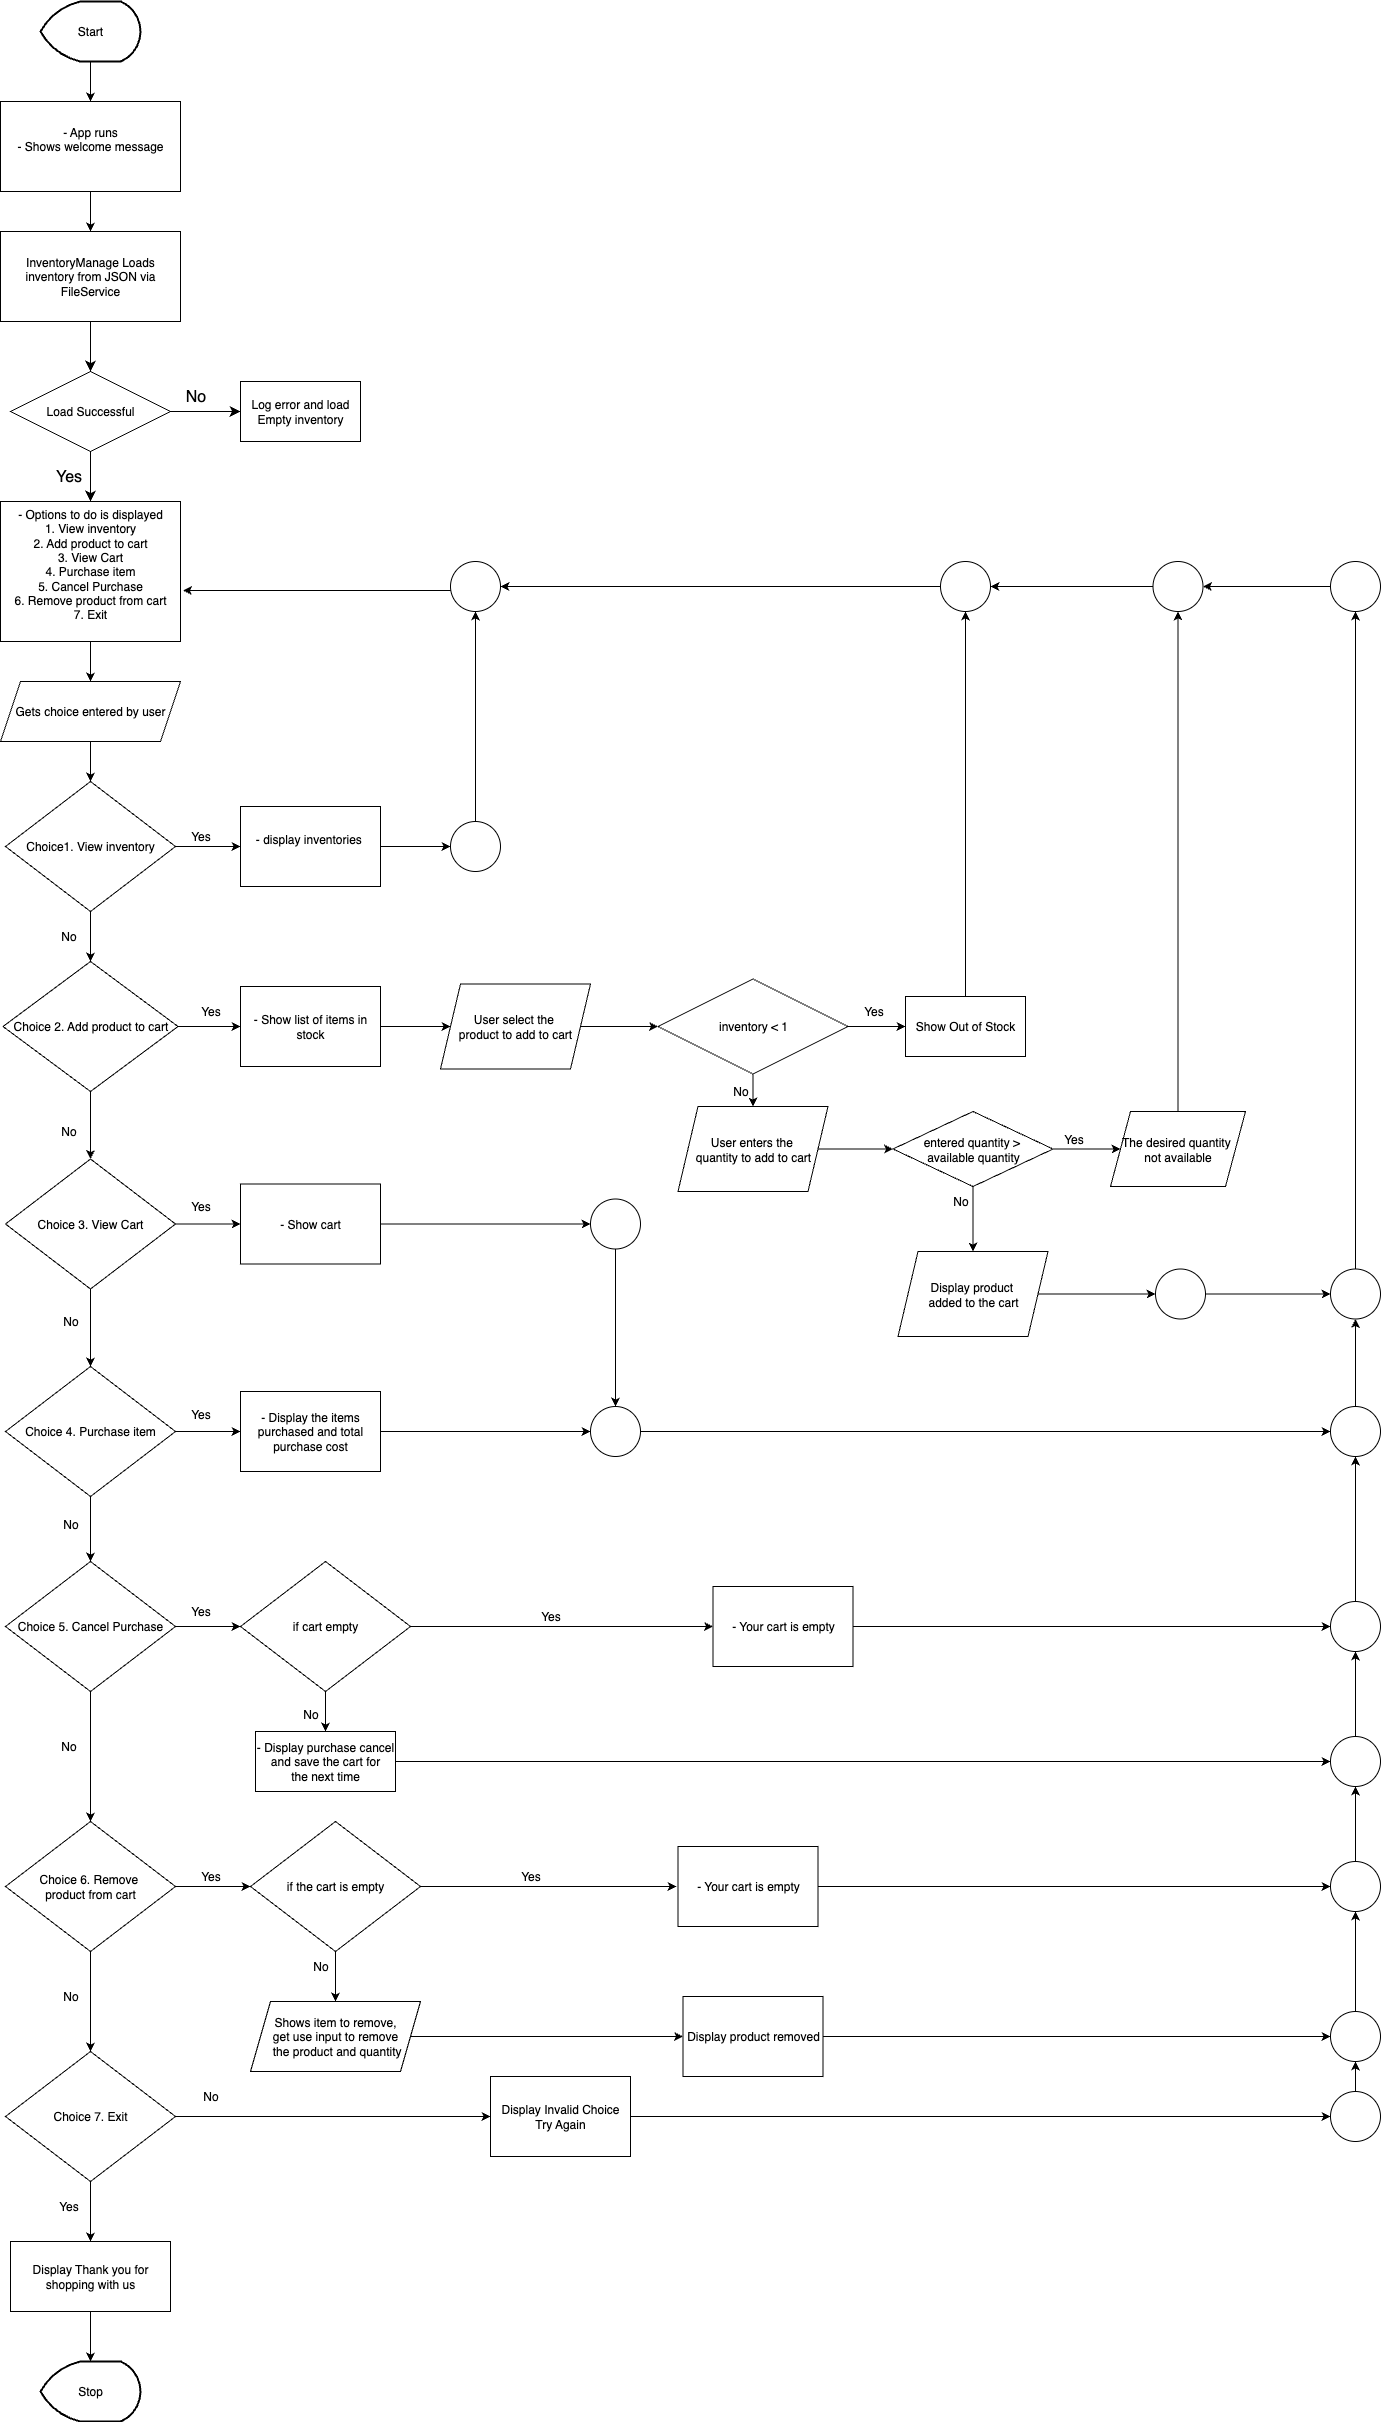 Start
- App runs
- Shows welcome message
InventoryManage Loads
inventory from JSON via
FileService
Load Successful
No
Log error and load
Empty inventory
Yes
- Options to do is displayed
1. View inventory
2. Add product to cart
3. View Cart
4. Purchase item
5. Cancel Purchase
6. Remove product from cart
7. Exit
Gets choice entered by user
Choice1. View inventory
Yes
- display inventories
No
Choice 2. Add product to cart
Yes
- Show list of items in
stock
User select the
product to add to cart
inventory < 1
Yes
Show Out of Stock
No
User enters the
quantity to add to cart
entered quantity >
available quantity
Yes
The desired quantity
not available
No
Display product
added to the cart
No
Choice 3. View Cart
Yes
- Show cart
No
Choice 4. Purchase item
Yes
- Display the items
purchased and total
purchase cost
No
Choice 5. Cancel Purchase
Yes
if cart empty
Yes
- Your cart is empty
No
- Display purchase cancel
and save the cart for
the next time
No
Choice 6. Remove
product from cart
Yes
if the cart is empty
Yes
- Your cart is empty
No
Shows item to remove,
get use input to remove
the product and quantity
Display product removed
No
Choice 7. Exit
No
Display Invalid Choice
Try Again
Yes
Display Thank you for
shopping with us
Stop